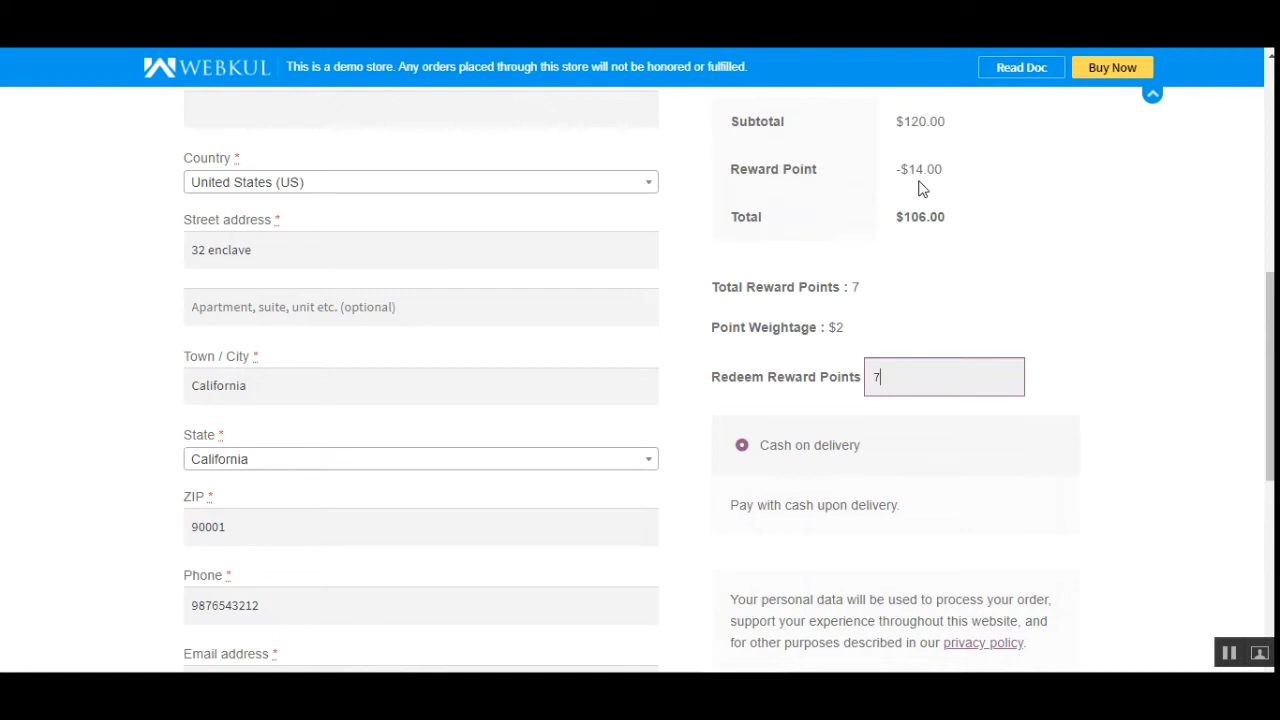 WEBKUL
This is a demo store. Any orders placed through this store will not be honored or fulfilled.
Read Doc
Buy Now
Country *
United States (US)
Street address *
32 enclave
Apartment, suite, unit etc. (optional)
Town / City *
California
State *
California
ZIP *
90001
Phone *
9876543212
Email address *
Subtotal $120.00
Reward Point -$14.00
Total $106.00
Total Reward Points : 7
Point Weightage : $2
Redeem Reward Points 7
Cash on delivery
Pay with cash upon delivery.
Your personal data will be used to process your order,
support your experience throughout this website, and
for other purposes described in our privacy policy.